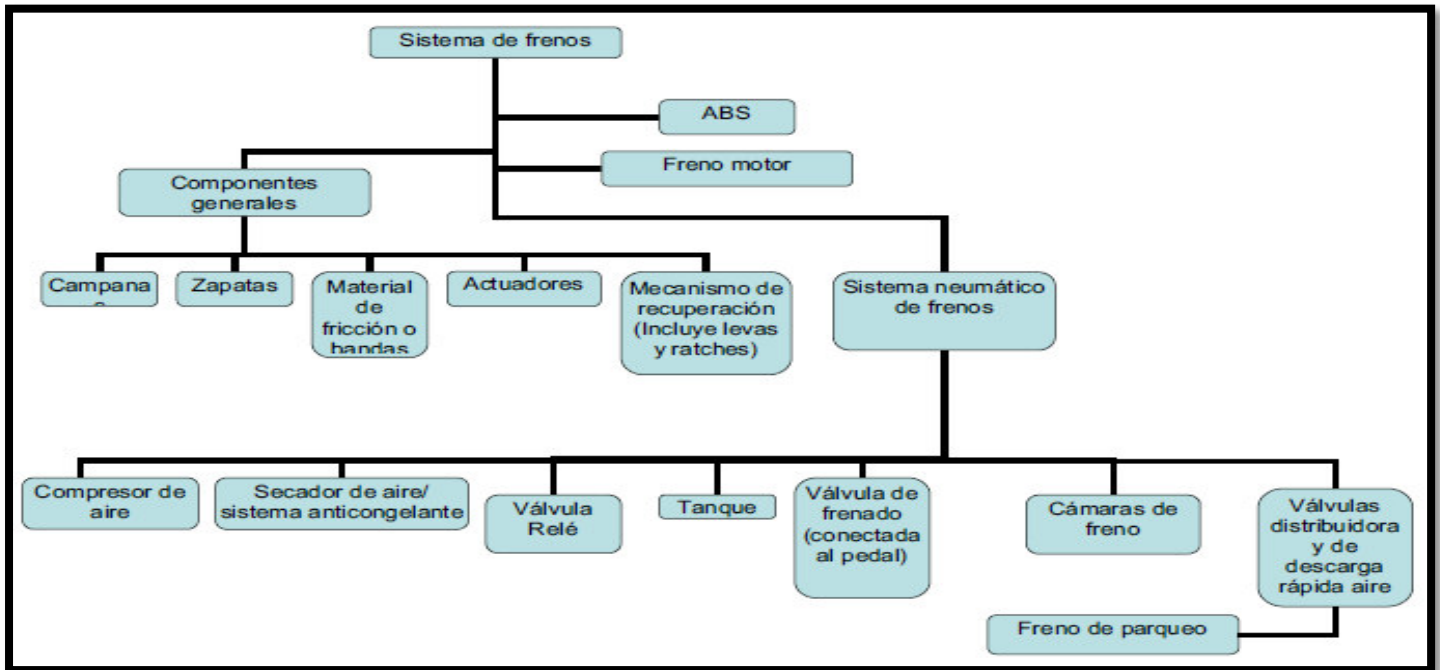 Sistema de frenos
ABS
Freno motor
Componentes
generales
Campana
Zapatas
Material
de
fricción o
bandas
Actuadores
Mecanismo de
recuperación
(Incluye levas
y ratches)
Sistema neumático
de frenos
Compresor de
aire
Secador de aire/
sistema anticongelante
Válvula
Relé
Tanque
Válvula de
frenado
(conectada
al pedal)
Cámaras de
freno
Válvulas
distribuidora
y de
descarga
rápida aire
Freno de parqueo